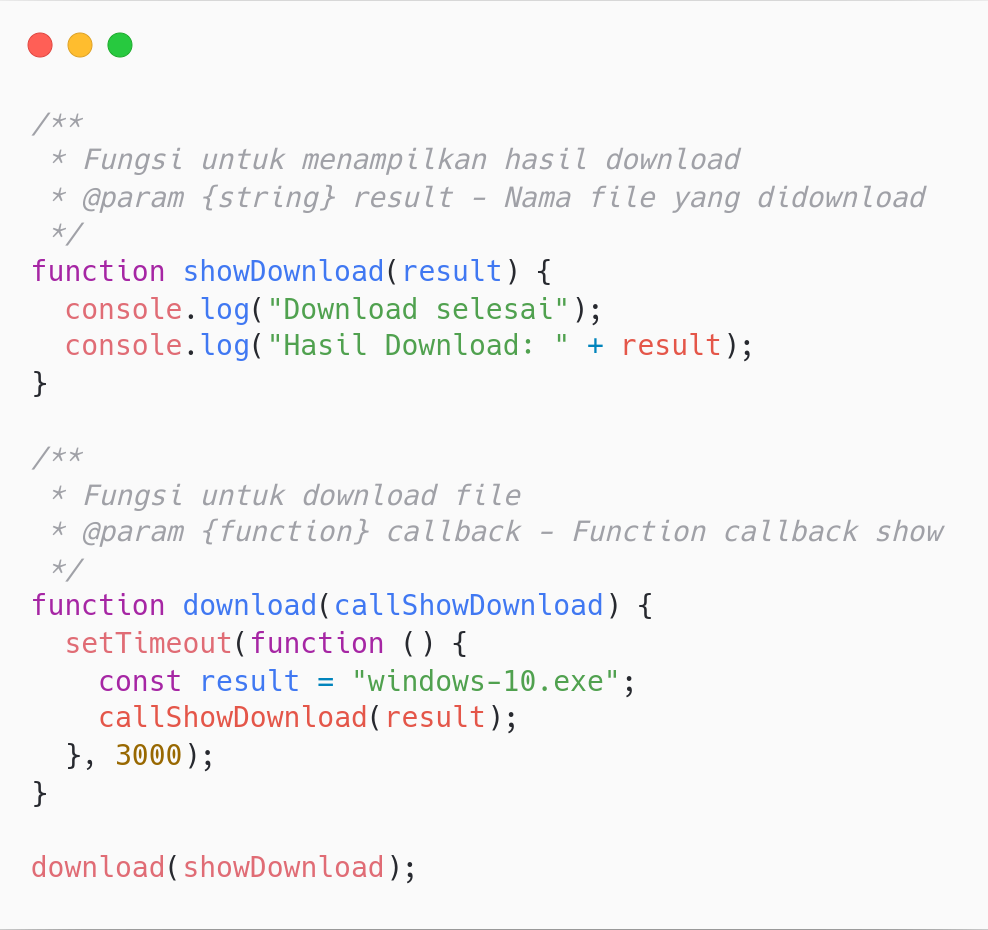 /**
 * Fungsi untuk menampilkan hasil download
 * @param {string} result - Nama file yang didownload
 */
function showDownload(result) {
  console.log("Download selesai");
  console.log("Hasil Download: " + result);
}

/**
 * Fungsi untuk download file
 * @param {function} callback - Function callback show
 */
function download(callShowDownload) {
  setTimeout(function () {
    const result = "windows-10.exe";
    callShowDownload(result);
  }, 3000);
}

download(showDownload);